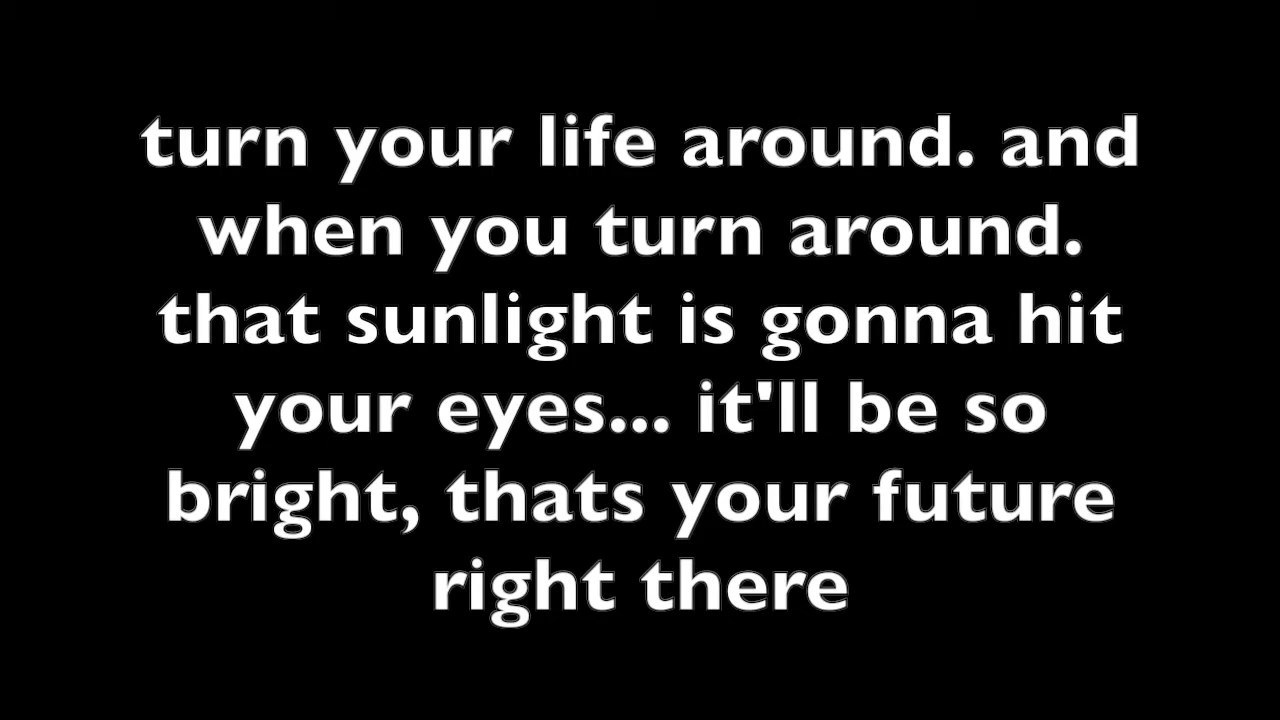 turn your life around. and
when you turn around.
that sunlight is gonna hit
your eyes... it'll be so
bright, thats your future
right there